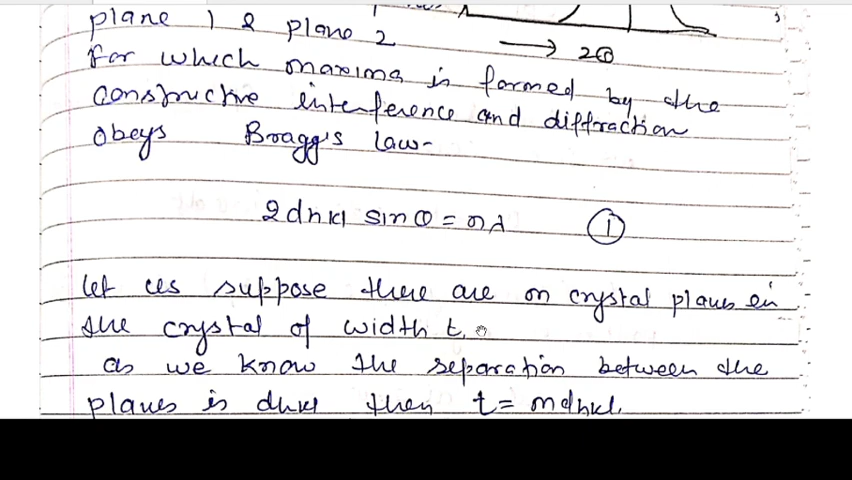 plane 1 & plane 2
→ 2θ
for which maxima is formed by the
constructive interference and diffraction
obeys Bragg's law-
2dhkl sin θ = nλ ①
let us suppose there are m crystal planes in
the crystal of width t.
as we know the separation between the
planes is dhkl then t = mdhkl